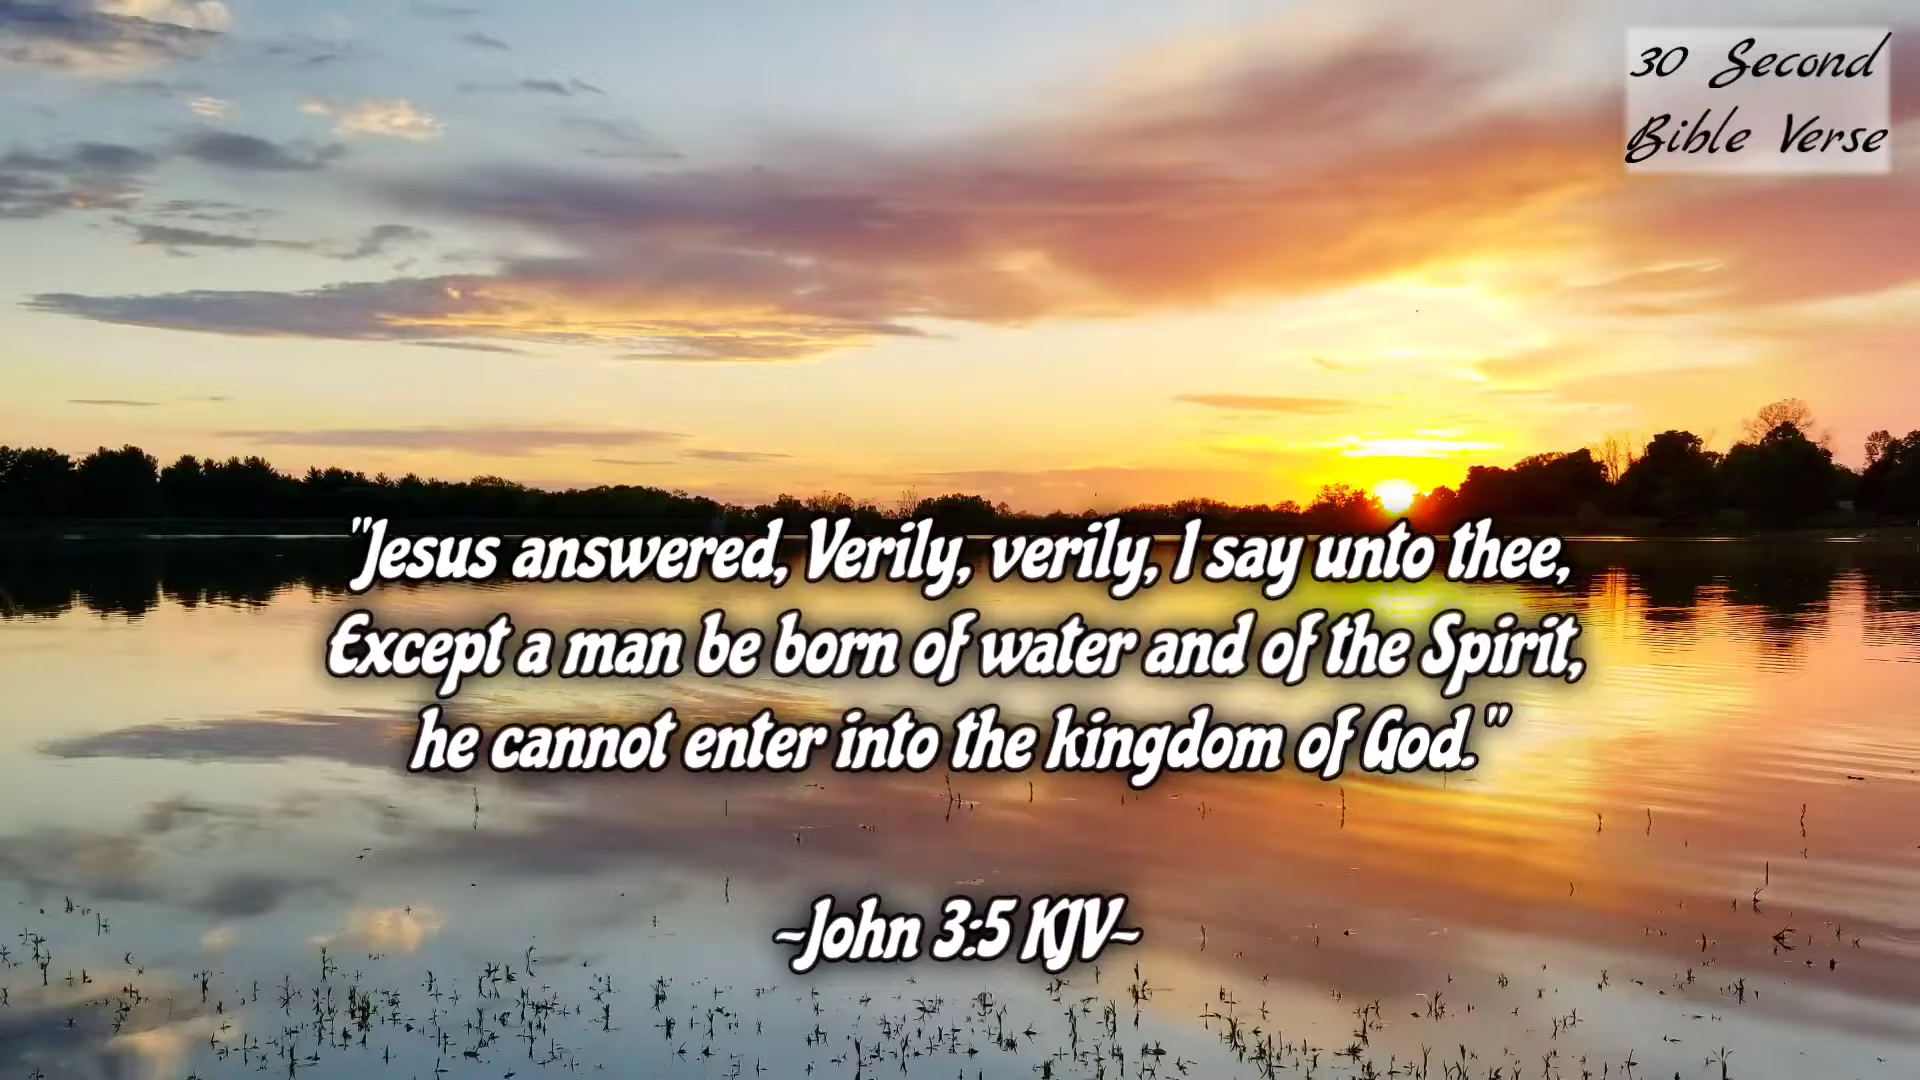 30 Second
Bible Verse
"Jesus answered, Verily, verily, I say unto thee,
Except a man be born of water and of the Spirit,
he cannot enter into the kingdom of God."
~John 3:5 KJV~